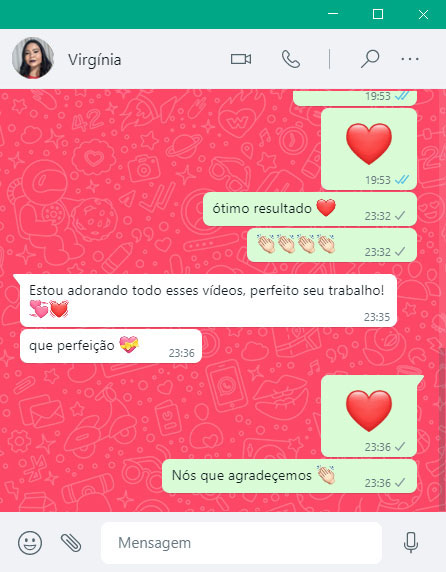 Virgínia
19:53
19:53
ótimo resultado ❤️
23:32
👏🏻👏🏻👏🏻👏🏻
23:32
Estou adorando todo esses vídeos, perfeito seu trabalho!
💞💓
23:35
que perfeição 💝
23:36
23:36
Nós que agradeçemos 👏🏻
23:36
Mensagem